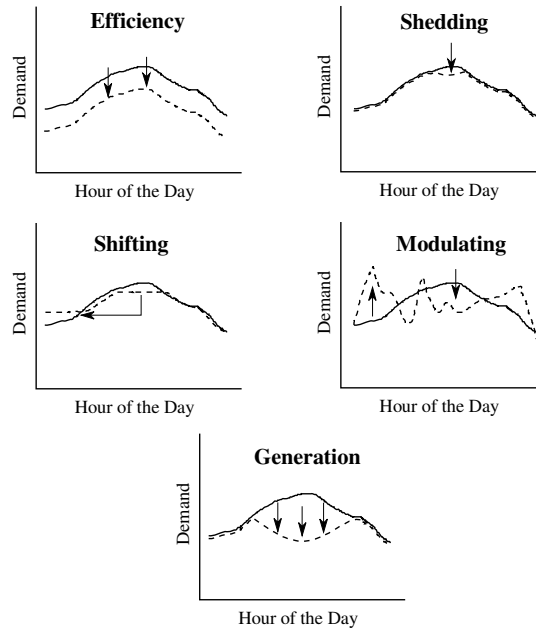 Efficiency
Demand
Hour of the Day
Shedding
Demand
Hour of the Day
Shifting
Demand
Hour of the Day
Modulating
Demand
Hour of the Day
Generation
Demand
Hour of the Day